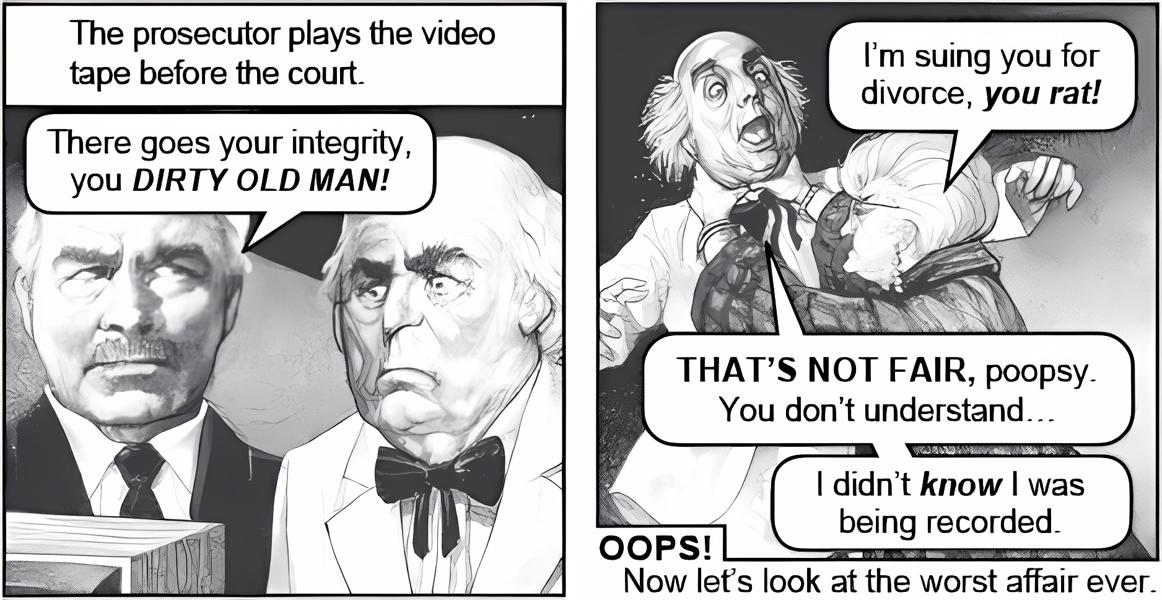 The prosecutor plays the video
tape before the court.
There goes your integrity,
you DIRTY OLD MAN!
I'm suing you for
divorce, you rat!
THAT'S NOT FAIR, poopsy.
You don't understand...
I didn't know I was
being recorded.
OOPS!
Now let's look at the worst affair ever.